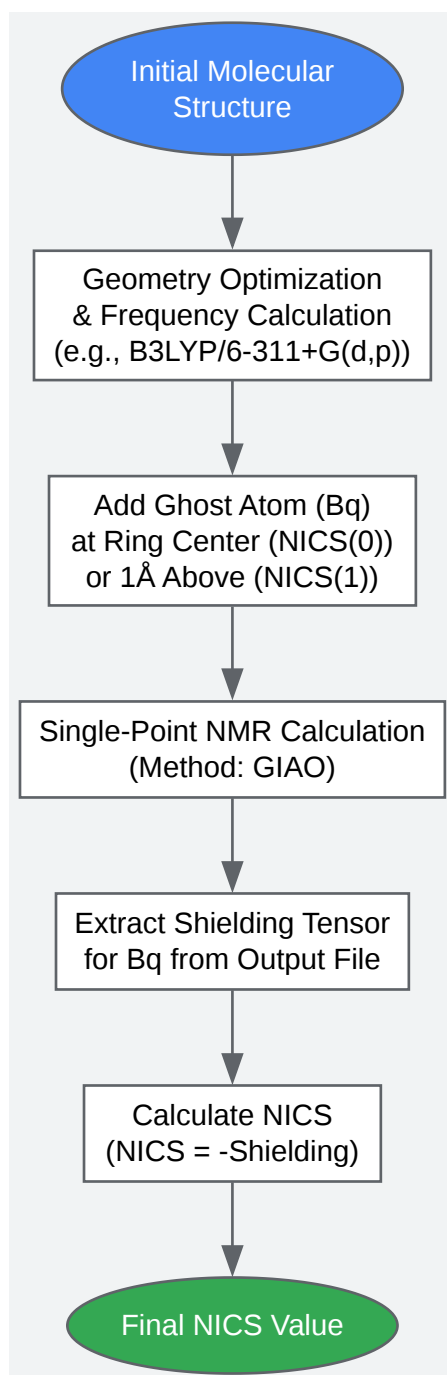 Initial Molecular
Structure
Geometry Optimization
& Frequency Calculation
(e.g., B3LYP/6-311+G(d,p))
Add Ghost Atom (Bq)
at Ring Center (NICS(0))
or 1Å Above (NICS(1))
Single-Point NMR Calculation
(Method: GIAO)
Extract Shielding Tensor
for Bq from Output File
Calculate NICS
(NICS = -Shielding)
Final NICS Value